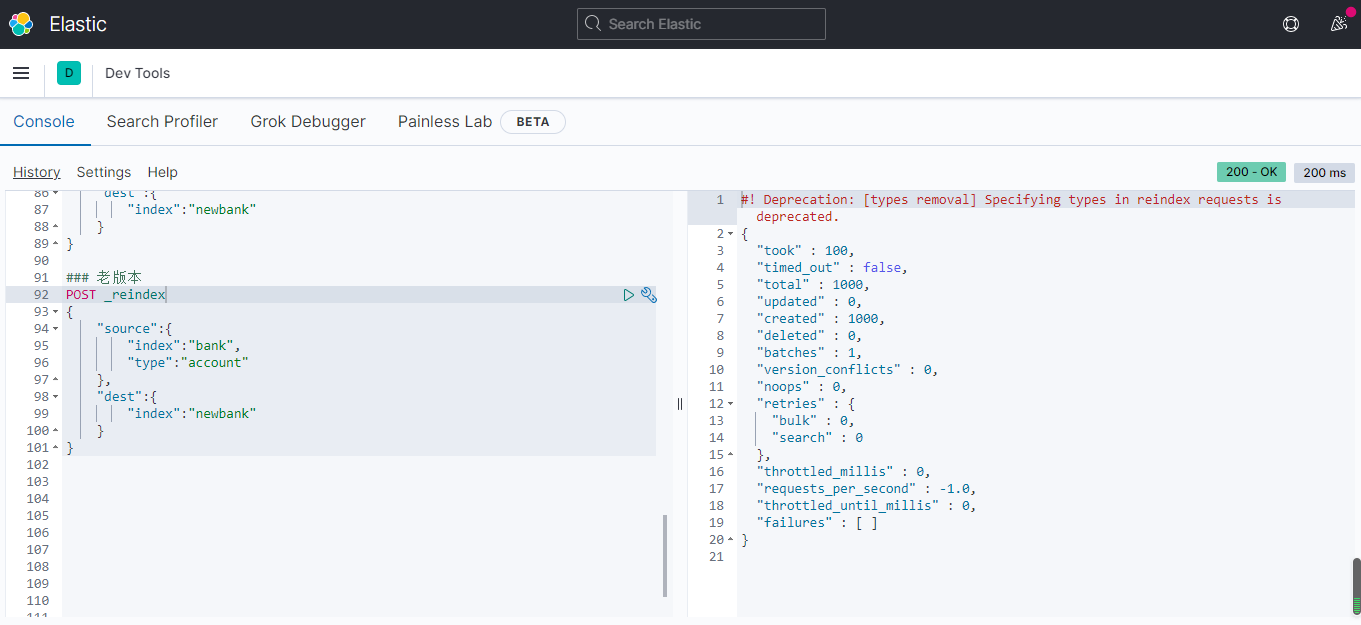 Elastic
Search Elastic
D
Dev Tools
Console
Search Profiler
Grok Debugger
Painless Lab
BETA
History
Settings
Help
200 - OK
200 ms
86 "dest":{
87 "index":"newbank"
88 }
89 }
90
91 ### 老版本
92 POST _reindex
93 {
94 "source":{
95 "index":"bank",
96 "type":"account"
97 },
98 "dest":{
99 "index":"newbank"
100 }
101 }
102
103
104
105
106
107
108
109
110
111
1 #! Deprecation: [types removal] Specifying types in reindex requests is
deprecated.
2 {
3 "took" : 100,
4 "timed_out" : false,
5 "total" : 1000,
6 "updated" : 0,
7 "created" : 1000,
8 "deleted" : 0,
9 "batches" : 1,
10 "version_conflicts" : 0,
11 "noops" : 0,
12 "retries" : {
13 "bulk" : 0,
14 "search" : 0
15 },
16 "throttled_millis" : 0,
17 "requests_per_second" : -1.0,
18 "throttled_until_millis" : 0,
19 "failures" : [ ]
20 }
21